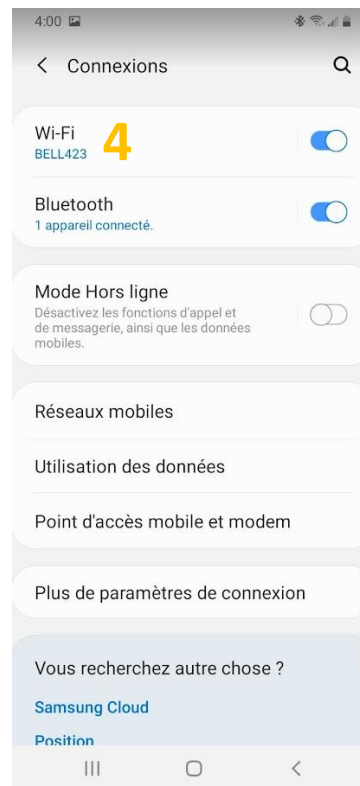 4:00
Connexions
Wi-Fi
BELL423
4
Bluetooth
1 appareil connecté.
Mode Hors ligne
Désactivez les fonctions d'appel et
de messagerie, ainsi que les données
mobiles.
Réseaux mobiles
Utilisation des données
Point d'accès mobile et modem
Plus de paramètres de connexion
Vous recherchez autre chose ?
Samsung Cloud
Position